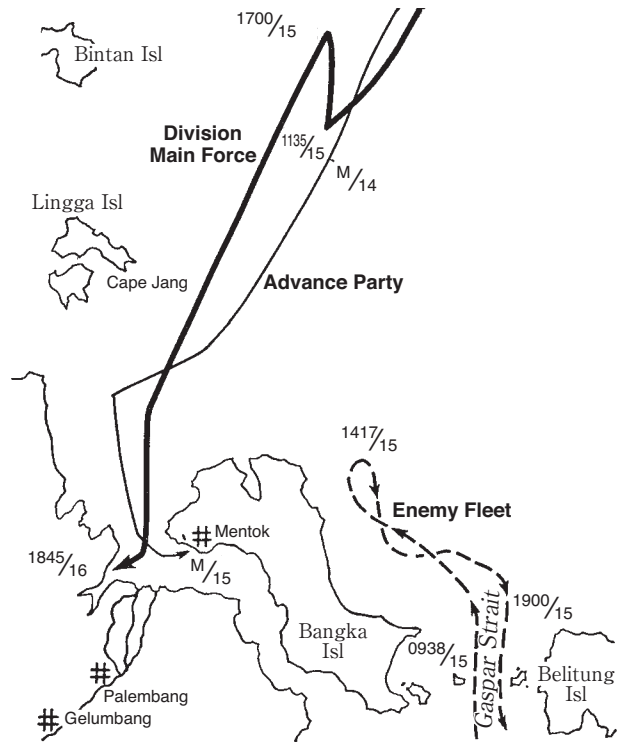 1700/15
Bintan Isl
Division
Main Force
1135/15
M/14
Lingga Isl
Cape Jang
Advance Party
1417/15
Enemy Fleet
Mentok
1845/16
M/15
1900/15
Gaspar Strait
Bangka
Isl
0938/15
Belitung
Isl
Palembang
Gelumbang